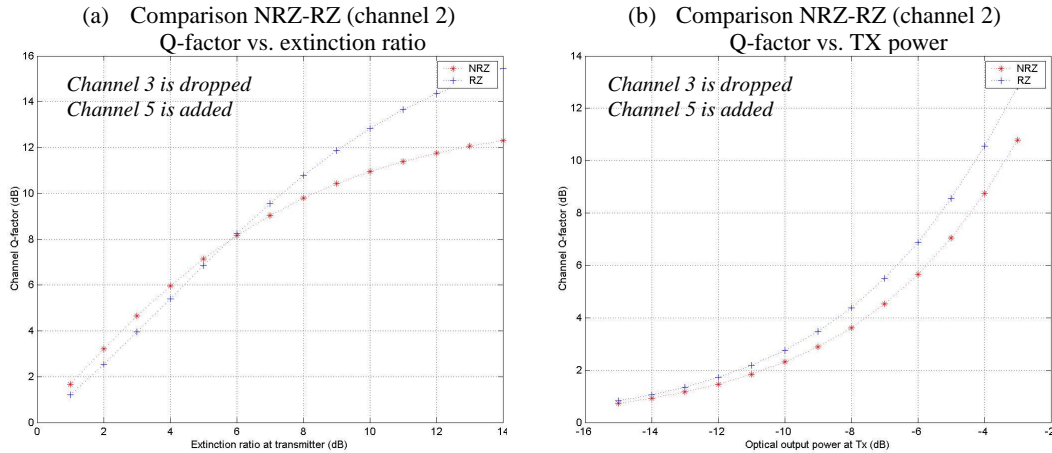 (a) Comparison NRZ-RZ (channel 2)
Q-factor vs. extinction ratio
16
14
12
10
8
6
4
2
0
Channel Q-factor (dB)
Channel 3 is dropped
Channel 5 is added
NRZ
RZ
0 2 4 6 8 10 12 14
Extinction ratio at transmitter (dB)
(b) Comparison NRZ-RZ (channel 2)
Q-factor vs. TX power
14
12
10
8
6
4
2
0
Channel Q-factor (dB)
Channel 3 is dropped
Channel 5 is added
NRZ
RZ
-16 -14 -12 -10 -8 -6 -4 -2
Optical output power at Tx (dB)